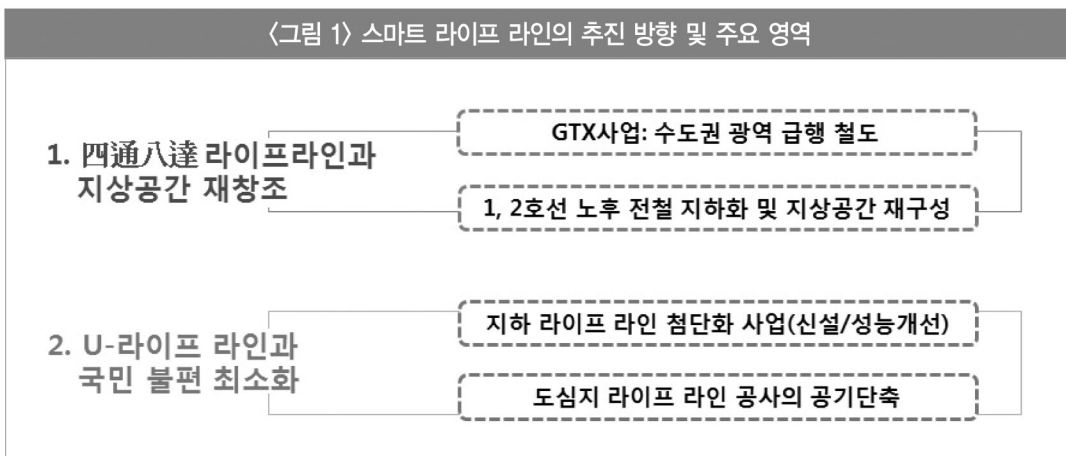 〈그림 1〉 스마트 라이프 라인의 추진 방향 및 주요 영역
1. 四通八達 라이프라인과
지상공간 재창조
GTX사업: 수도권 광역 급행 철도
1, 2호선 노후 전철 지하화 및 지상공간 재구성
2. U-라이프 라인과
국민 불편 최소화
지하 라이프 라인 첨단화 사업(신설/성능개선)
도심지 라이프 라인 공사의 공기단축